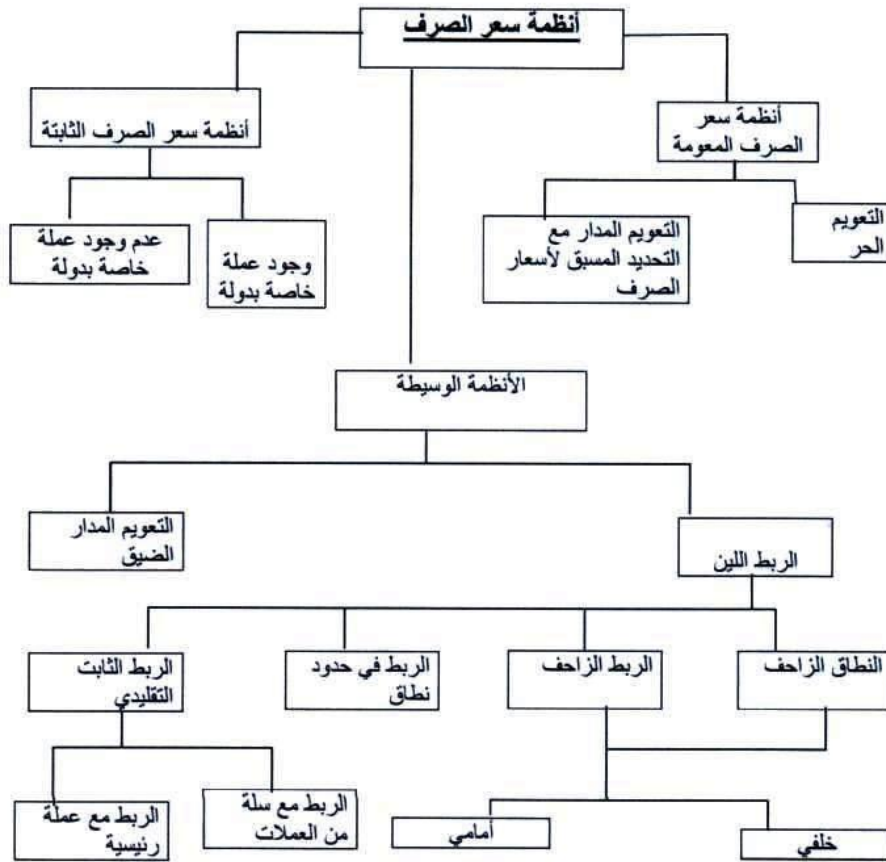 أنظمة سعر الصرف
أنظمة سعر
الصرف المعومة
أنظمة سعر الصرف الثابتة
التعويم
الحر
التعويم المدار مع
التحديد المسبق لأسعار
الصرف
وجود عملة
خاصة بدولة
عدم وجود عملة
خاصة بدولة
الأنظمة الوسيطة
الربط اللين
التعويم المدار
الضيق
النطاق الزاحف
الربط الزاحف
الربط في حدود
نطاق
الربط الثابت
التقليدي
خلفي
أمامي
الربط مع سلة
من العملات
الربط مع عملة
رئيسية